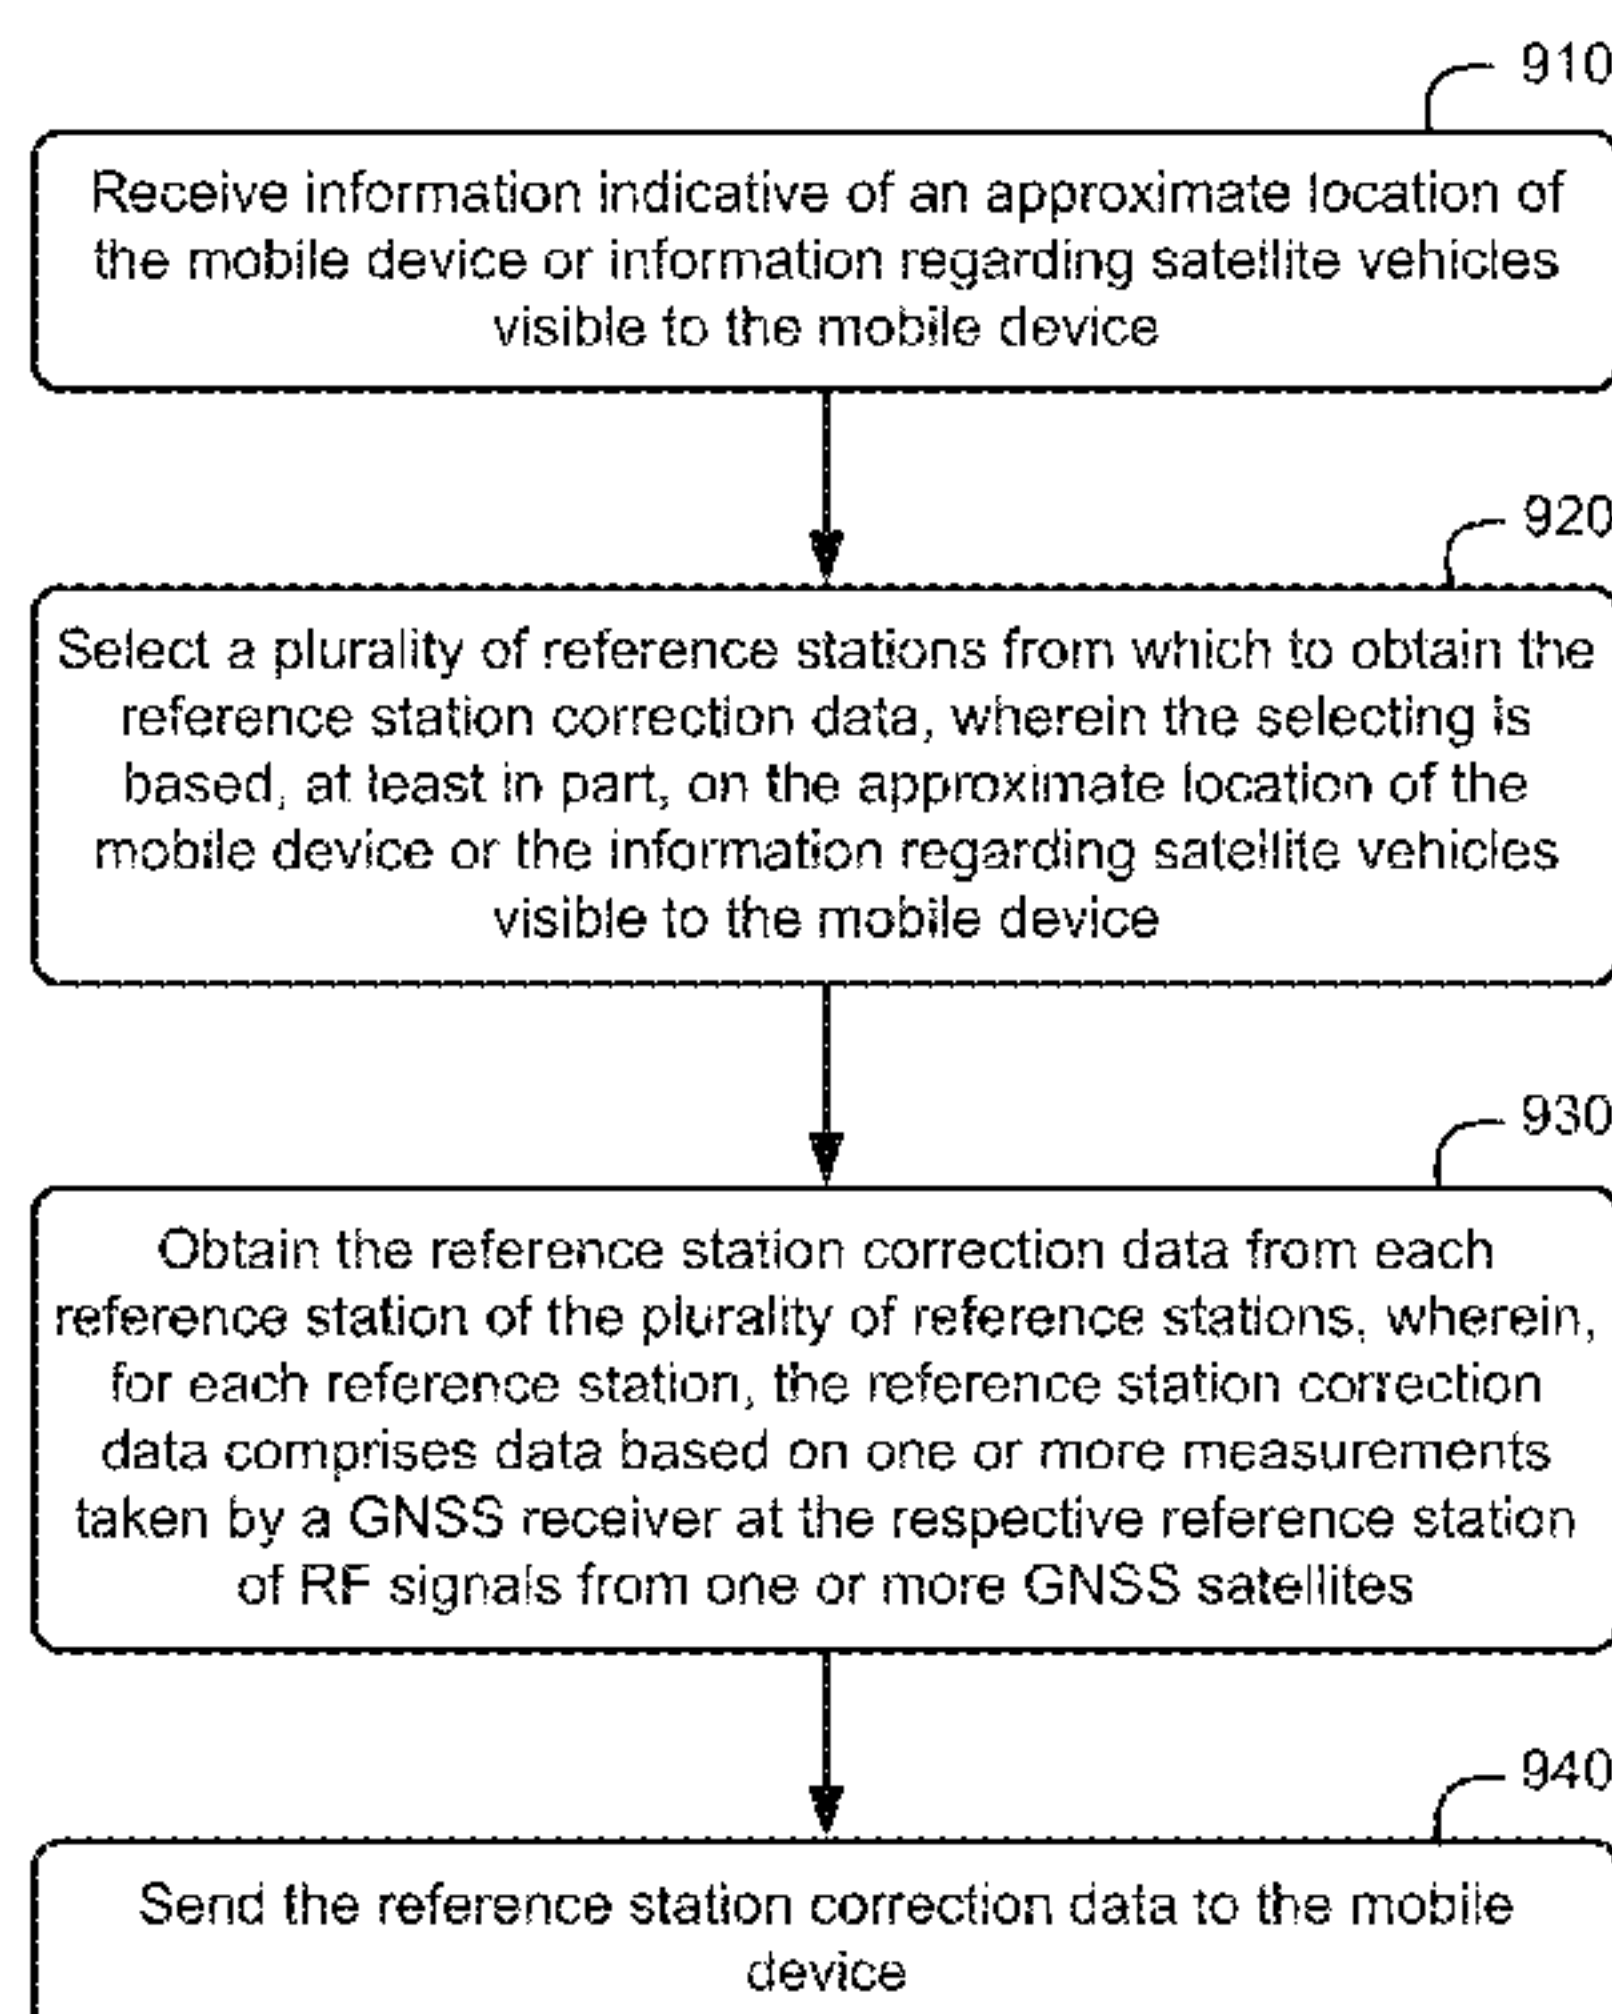 910
Receive information indicative of an approximate location of
the mobile device or information regarding satellite vehicles
visible to the mobile device
920
Select a plurality of reference stations from which to obtain the
reference station correction data, wherein the selecting is
based, at least in part, on the approximate location of the
mobile device or the information regarding satellite vehicles
visible to the mobile device
930
Obtain the reference station correction data from each
reference station of the plurality of reference stations, wherein,
for each reference station, the reference station correction
data comprises data based on one or more measurements
taken by a GNSS receiver at the respective reference station
of RF signals from one or more GNSS satellites
940
Send the reference station correction data to the mobile
device